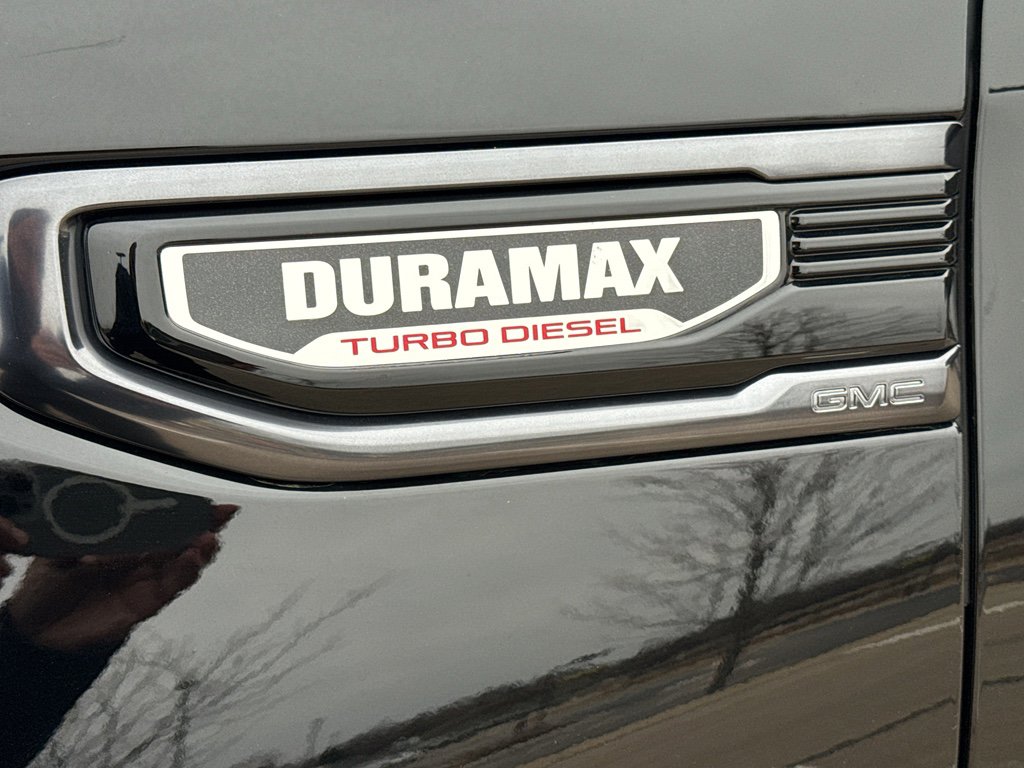 DURAMAX
TURBO DIESEL
GMC